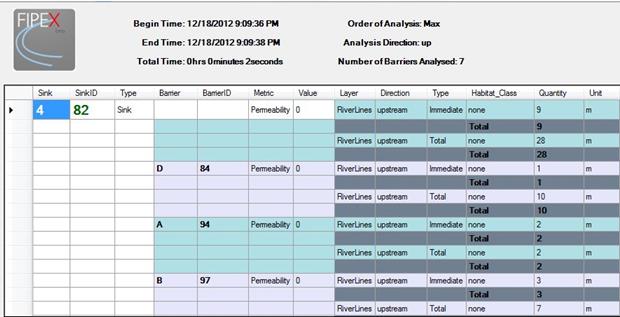 FIPEX
Begin Time: 12/18/2012 9:09:36 PM Order of Analysis: Max
End Time: 12/18/2012 9:09:38 PM Analysis Direction: up
Total Time: 0hrs 0minutes 2seconds Number of Barriers Analysed: 7
Sink SinkID Type Barrier BarrierID Metric Value Layer Direction Type Habitat_Class Quantity Unit
4 82 Sink Permeability 0 RiverLines upstream Immediate none 9 m
Total 9
RiverLines upstream Total none 28 m
Total 28
D 84 Permeability 0 RiverLines upstream Immediate none 1 m
Total 1
RiverLines upstream Total none 10 m
Total 10
A 94 Permeability 0 RiverLines upstream Immediate none 2 m
Total 2
RiverLines upstream Total none 2 m
Total 2
B 97 Permeability 0 RiverLines upstream Immediate none 3 m
Total 3
RiverLines upstream Total none 7 m